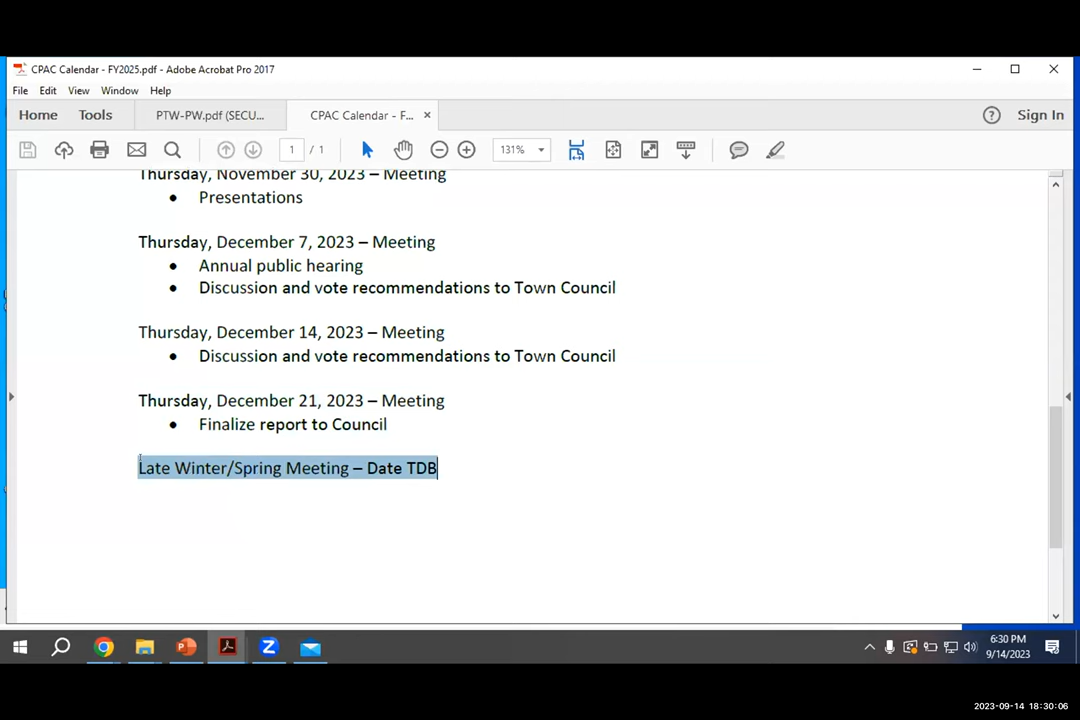 CPAC Calendar - FY2025.pdf - Adobe Acrobat Pro 2017
File Edit View Window Help
Home Tools PTW-PW.pdf (SECU... CPAC Calendar - F... × ? Sign In
1 / 1 131%
Thursday, November 30, 2023 – Meeting
• Presentations
Thursday, December 7, 2023 – Meeting
• Annual public hearing
• Discussion and vote recommendations to Town Council
Thursday, December 14, 2023 – Meeting
• Discussion and vote recommendations to Town Council
Thursday, December 21, 2023 – Meeting
• Finalize report to Council
Late Winter/Spring Meeting – Date TDB
6:30 PM
9/14/2023
2023-09-14 18:30:06